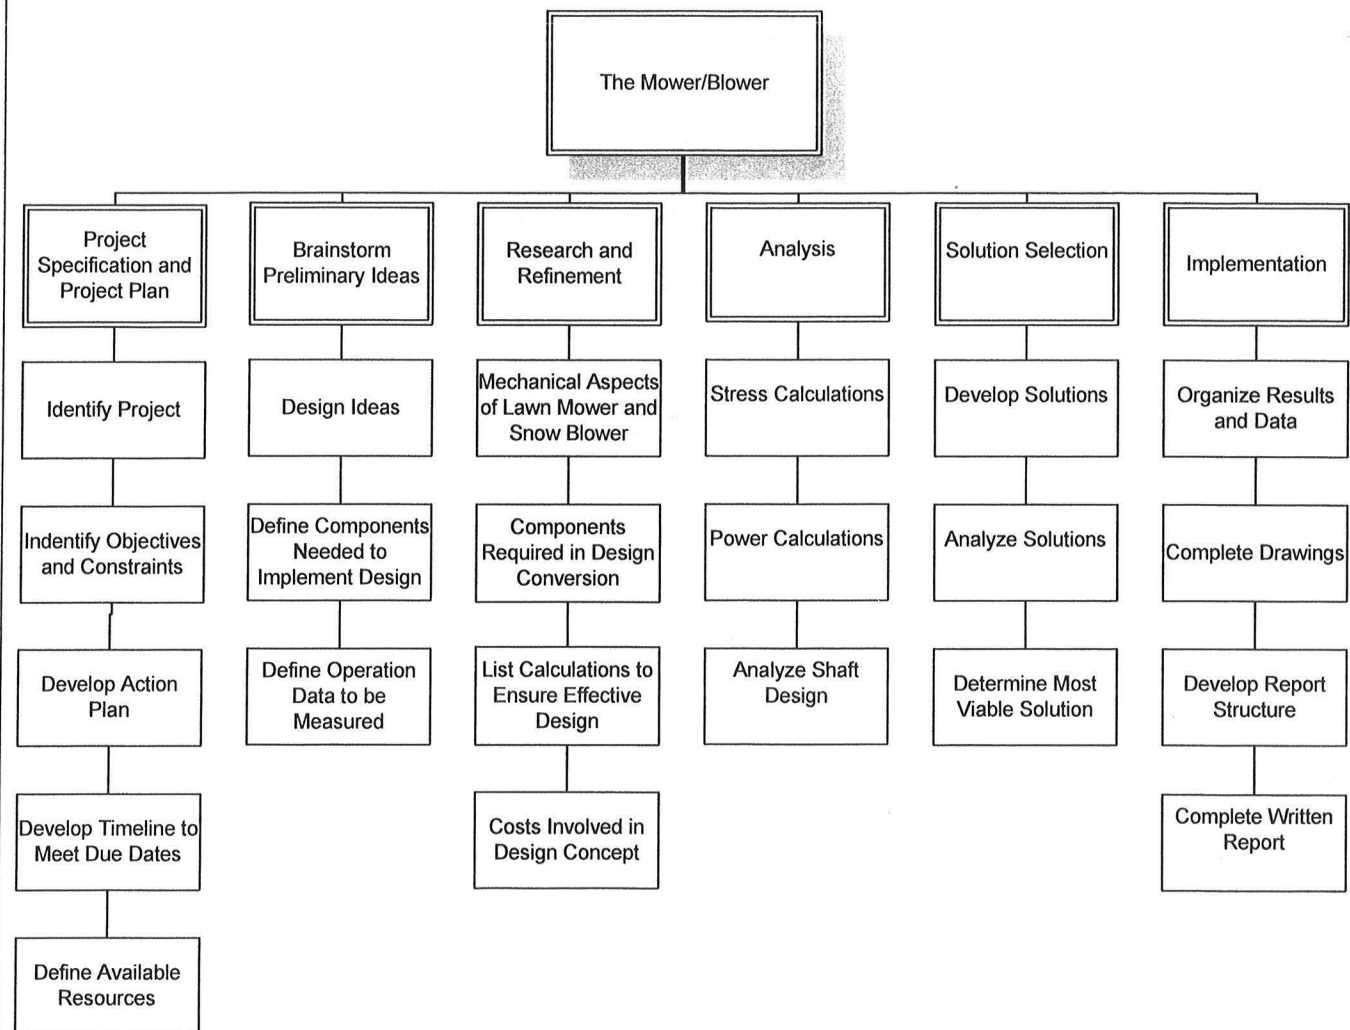 The Mower/Blower
Project
Specification and
Project Plan
Brainstorm
Preliminary Ideas
Research and
Refinement
Analysis
Solution Selection
Implementation
Identify Project
Design Ideas
Mechanical Aspects
of Lawn Mower and
Snow Blower
Stress Calculations
Develop Solutions
Organize Results
and Data
Indentify Objectives
and Constraints
Define Components
Needed to
Implement Design
Components
Required in Design
Conversion
Power Calculations
Analyze Solutions
Complete Drawings
Develop Action
Plan
Define Operation
Data to be
Measured
List Calculations to
Ensure Effective
Design
Analyze Shaft
Design
Determine Most
Viable Solution
Develop Report
Structure
Develop Timeline to
Meet Due Dates
Costs Involved in
Design Concept
Complete Written
Report
Define Available
Resources